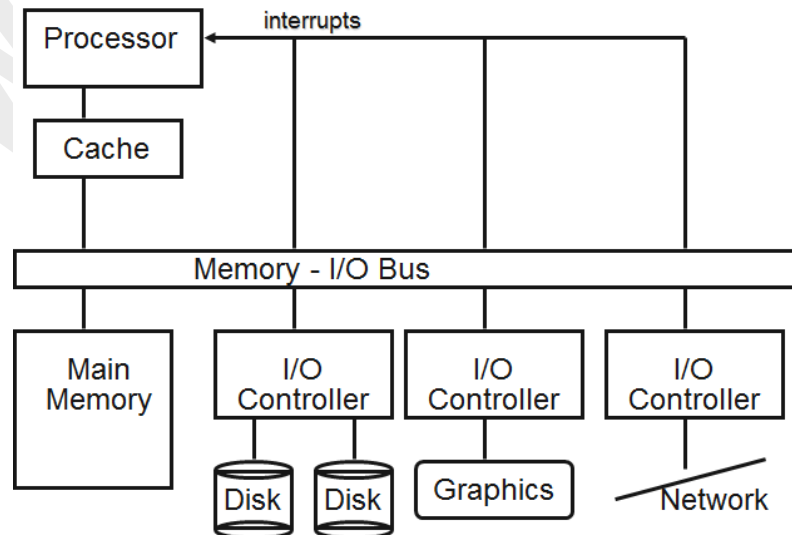 interrupts
Processor
Cache
Memory - I/O Bus
Main
Memory
I/O
Controller
I/O
Controller
I/O
Controller
Disk
Disk
Graphics
Network